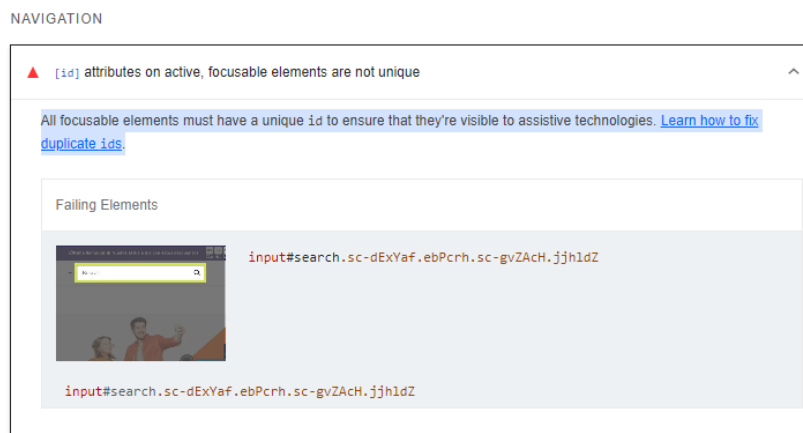 NAVIGATION
[id] attributes on active, focusable elements are not unique
All focusable elements must have a unique id to ensure that they're visible to assistive technologies. Learn how to fix
duplicate ids.
Failing Elements
input#search.sc-dExYaf.ebPcrh.sc-gvZAcH.jjhldZ
Search
input#search.sc-dExYaf.ebPcrh.sc-gvZAcH.jjhldZ